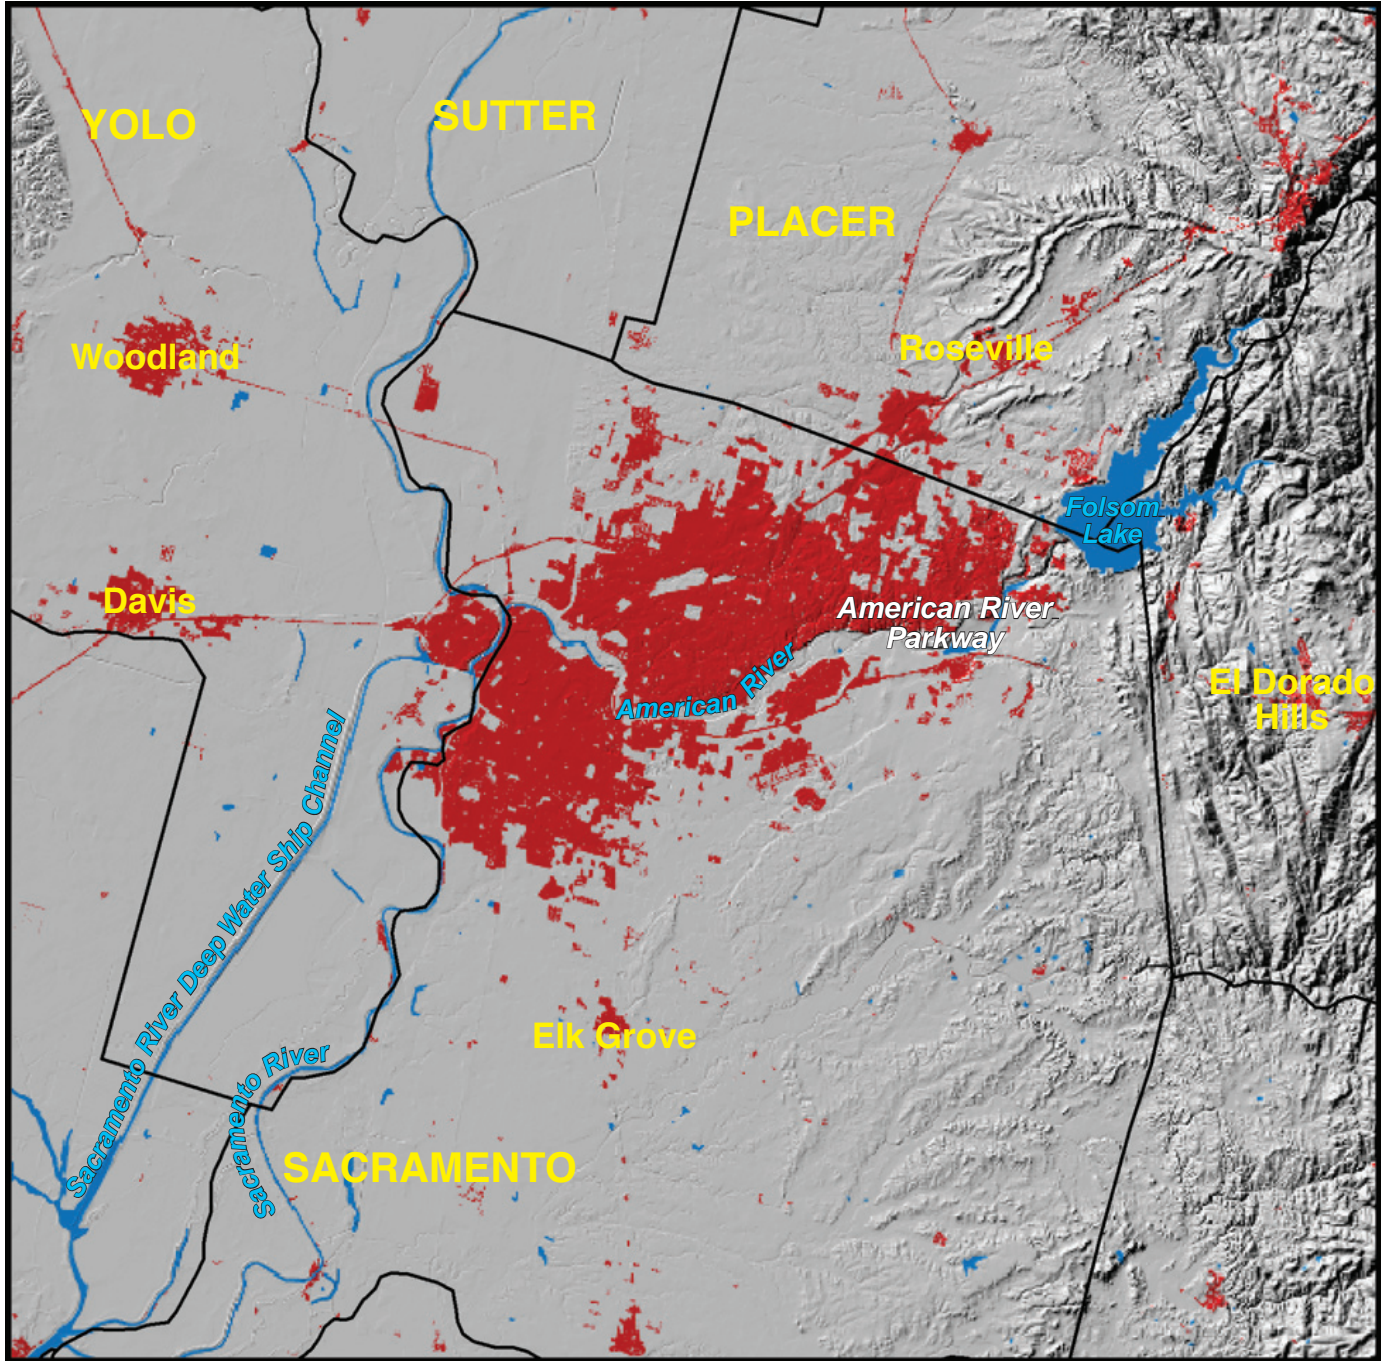 YOLO
SUTTER
PLACER
Woodland
Roseville
Folsom
Lake
Davis
American River
Parkway
American River
El Dorado
Hills
Sacramento River Deep Water Ship Channel
Elk Grove
Sacramento River
SACRAMENTO